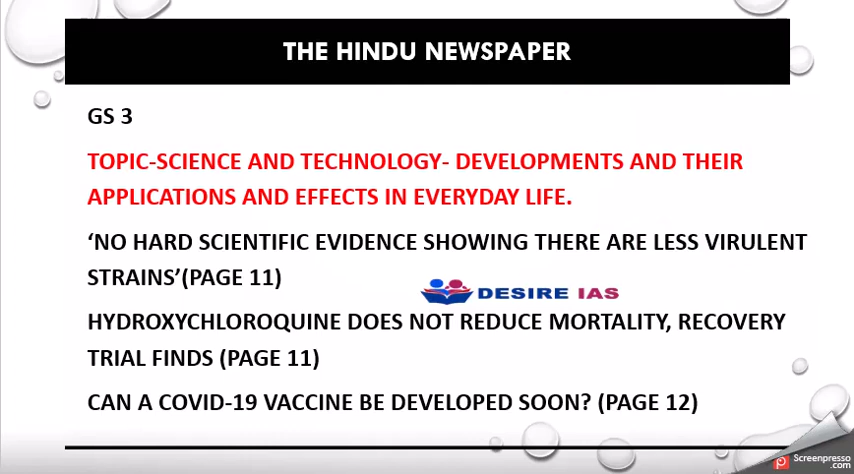 THE HINDU NEWSPAPER
GS 3
TOPIC-SCIENCE AND TECHNOLOGY- DEVELOPMENTS AND THEIR
APPLICATIONS AND EFFECTS IN EVERYDAY LIFE.
‘NO HARD SCIENTIFIC EVIDENCE SHOWING THERE ARE LESS VIRULENT
STRAINS’(PAGE 11)
DESIRE IAS
HYDROXYCHLOROQUINE DOES NOT REDUCE MORTALITY, RECOVERY
TRIAL FINDS (PAGE 11)
CAN A COVID-19 VACCINE BE DEVELOPED SOON? (PAGE 12)
Screenpresso
.com